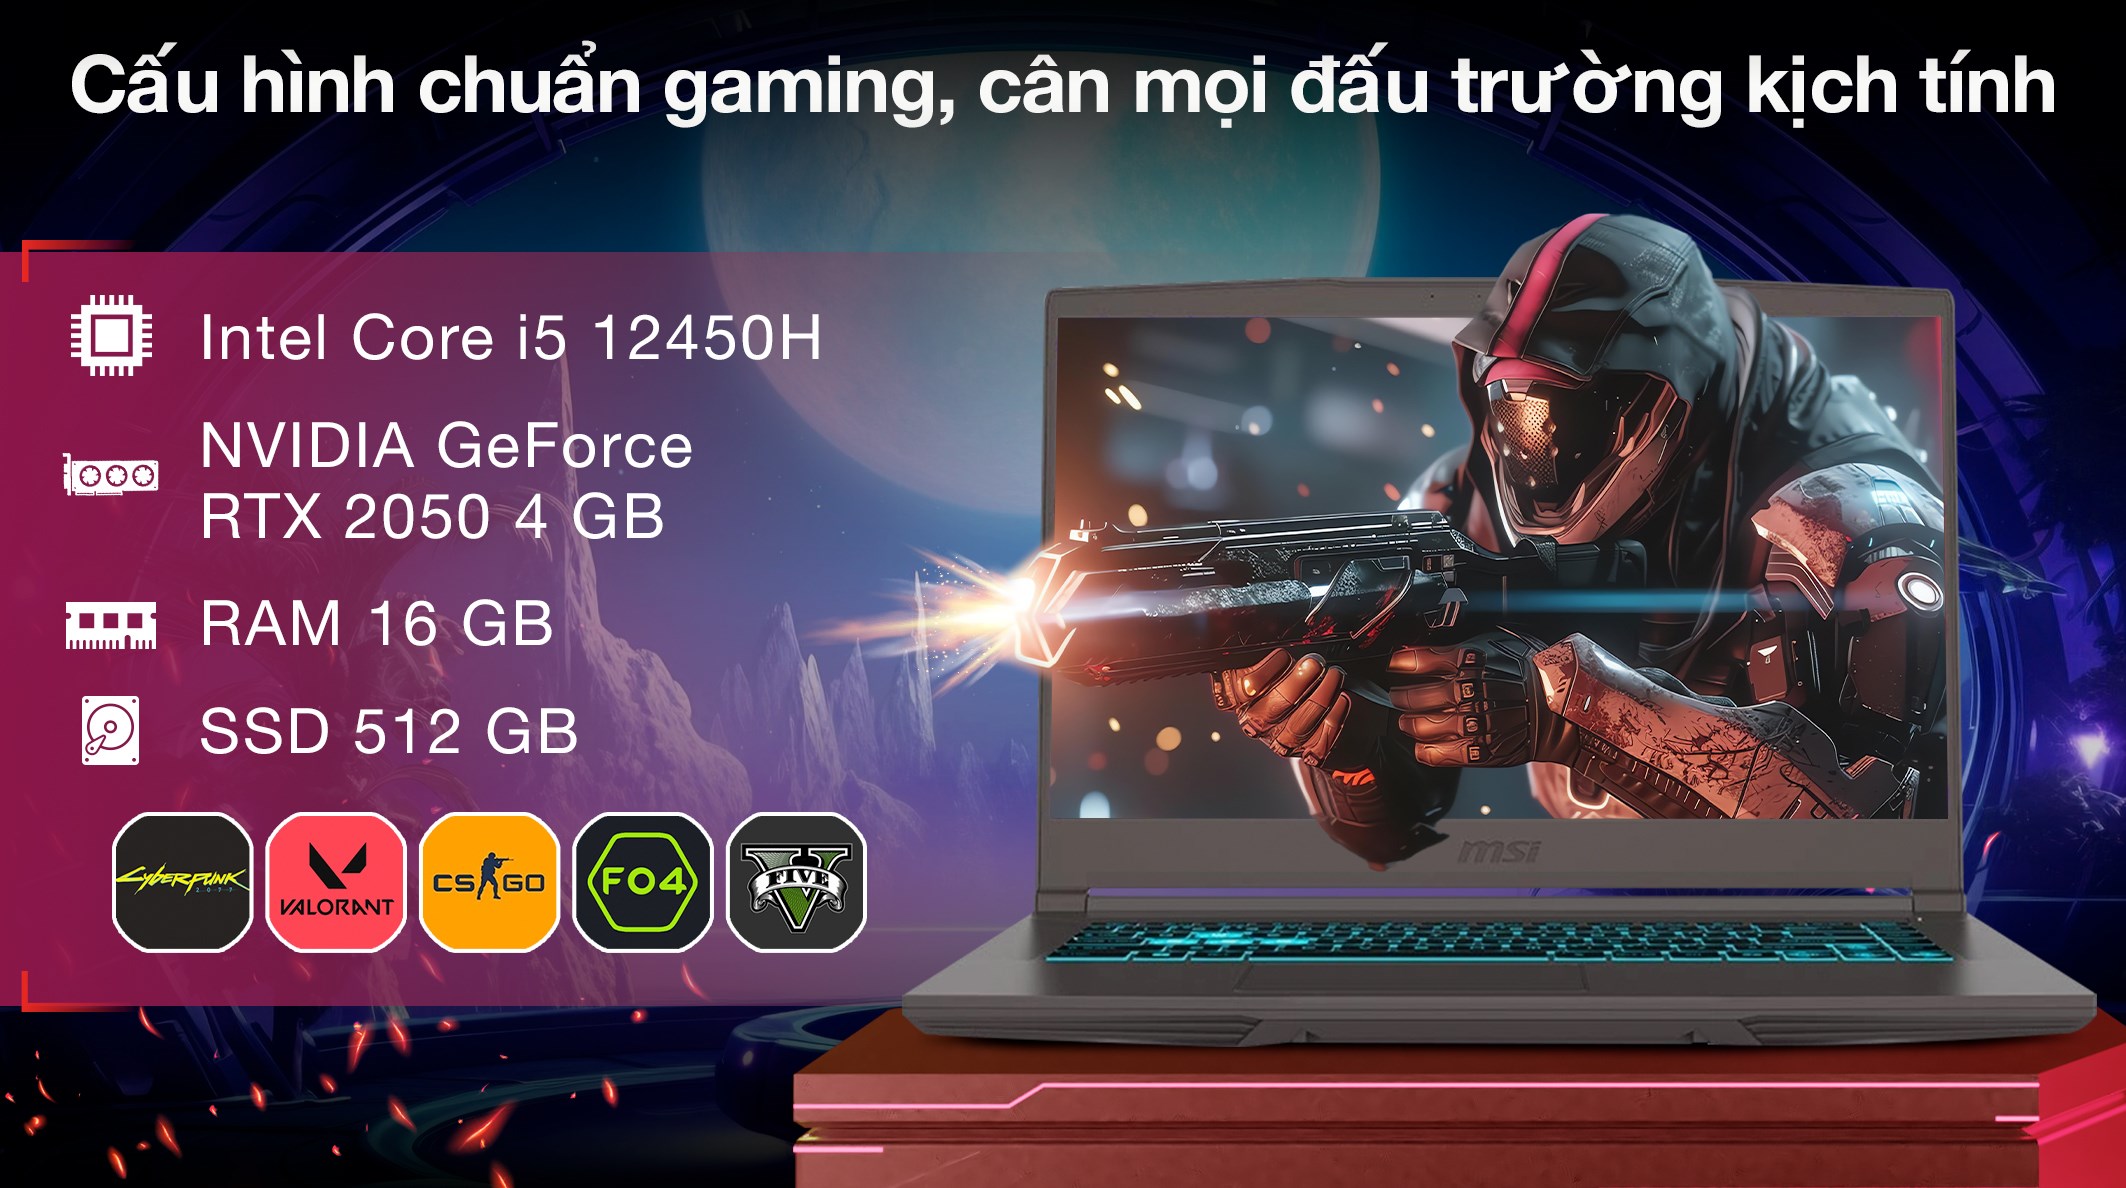 Cấu hình chuẩn gaming, cân mọi đấu trường kịch tính
Intel Core i5 12450H
NVIDIA GeForce
RTX 2050 4 GB
RAM 16 GB
SSD 512 GB
Cyberpunk
2077
VALORANT
CS GO
FO4
V
FIVE
msi